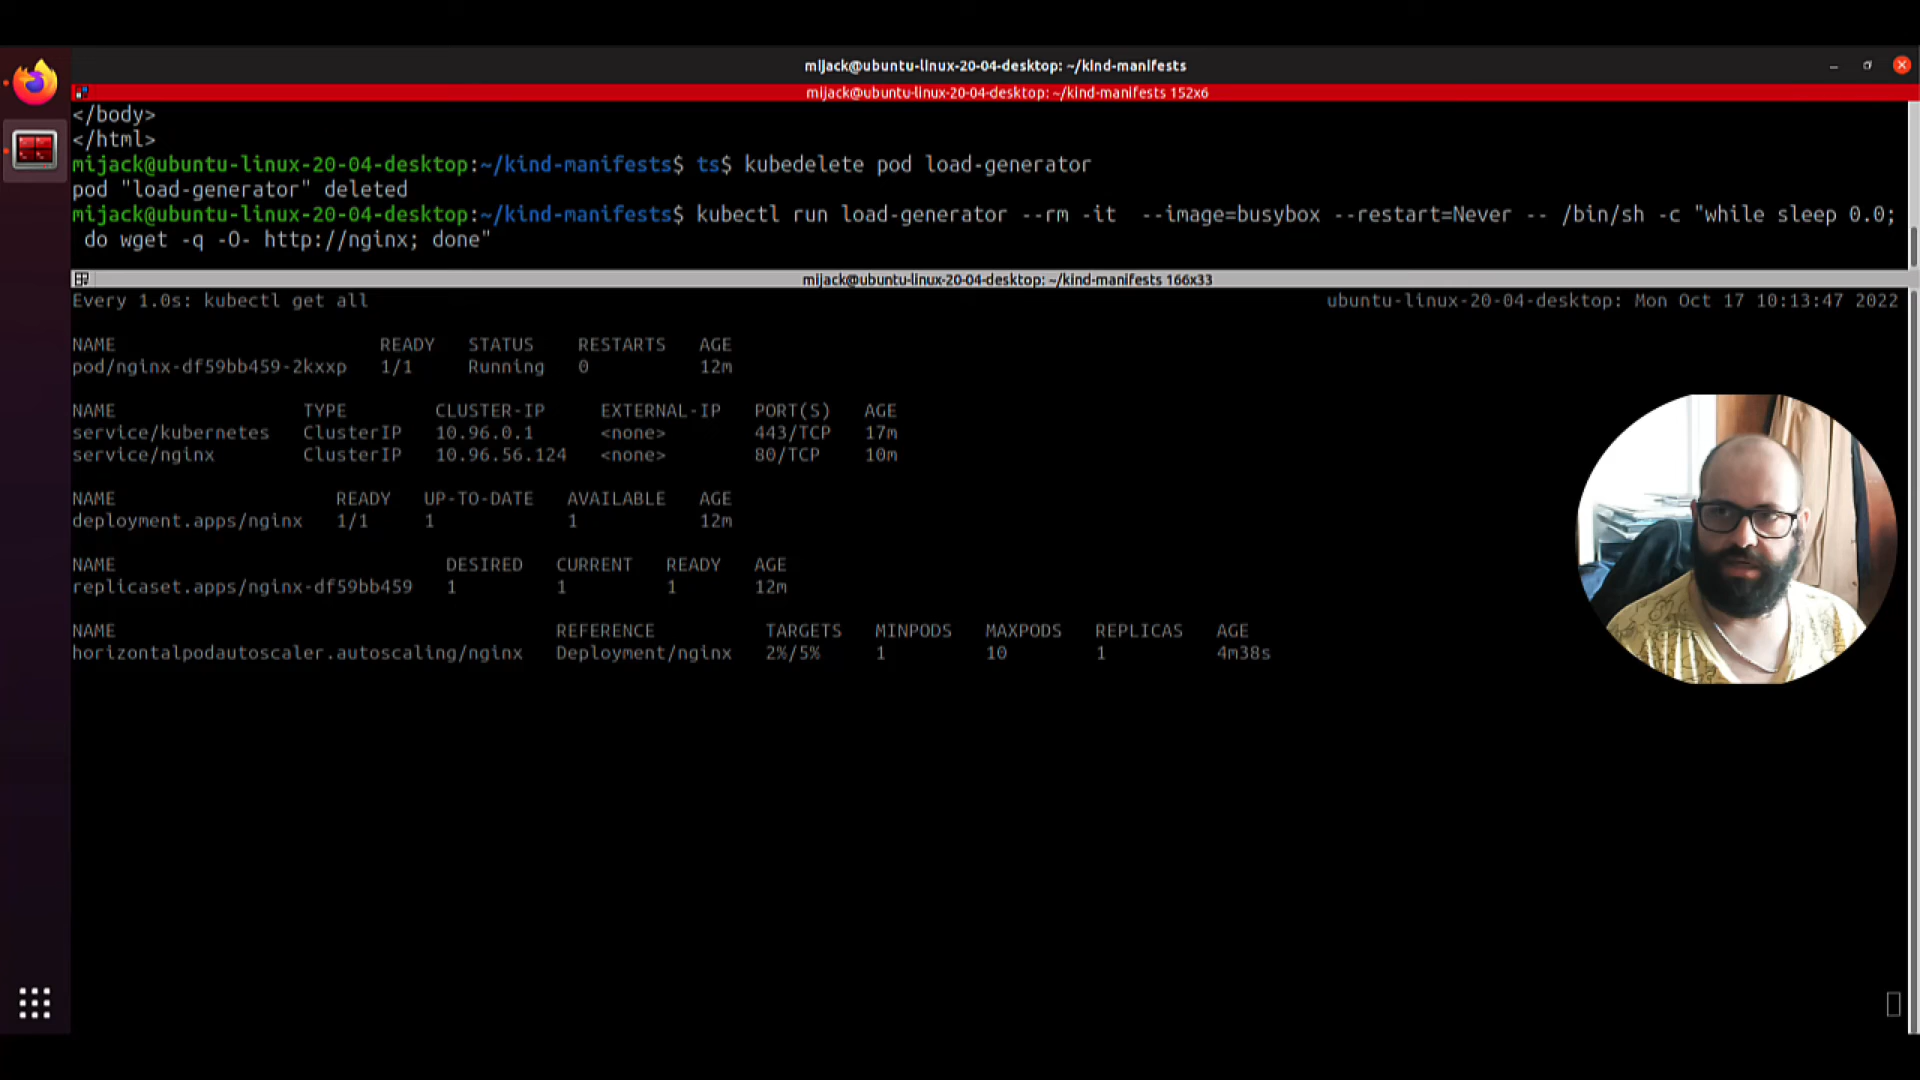 mijack@ubuntu-linux-20-04-desktop: ~/kind-manifests
mijack@ubuntu-linux-20-04-desktop: ~/kind-manifests 152x6
</body>
</html>
mijack@ubuntu-linux-20-04-desktop:~/kind-manifests$ ts$ kubedelete pod load-generator
pod "load-generator" deleted
mijack@ubuntu-linux-20-04-desktop:~/kind-manifests$ kubectl run load-generator --rm -it  --image=busybox --restart=Never -- /bin/sh -c "while sleep 0.0;
 do wget -q -O- http://nginx; done"
mijack@ubuntu-linux-20-04-desktop: ~/kind-manifests 166x33
Every 1.0s: kubectl get all ubuntu-linux-20-04-desktop: Mon Oct 17 10:13:47 2022
NAME READY STATUS RESTARTS AGE
pod/nginx-df59bb459-2kxxp 1/1 Running 0 12m
NAME TYPE CLUSTER-IP EXTERNAL-IP PORT(S) AGE
service/kubernetes ClusterIP 10.96.0.1 <none> 443/TCP 17m
service/nginx ClusterIP 10.96.56.124 <none> 80/TCP 10m
NAME READY UP-TO-DATE AVAILABLE AGE
deployment.apps/nginx 1/1 1 1 12m
NAME DESIRED CURRENT READY AGE
replicaset.apps/nginx-df59bb459 1 1 1 12m
NAME REFERENCE TARGETS MINPODS MAXPODS REPLICAS AGE
horizontalpodautoscaler.autoscaling/nginx Deployment/nginx 2%/5% 1 10 1 4m38s